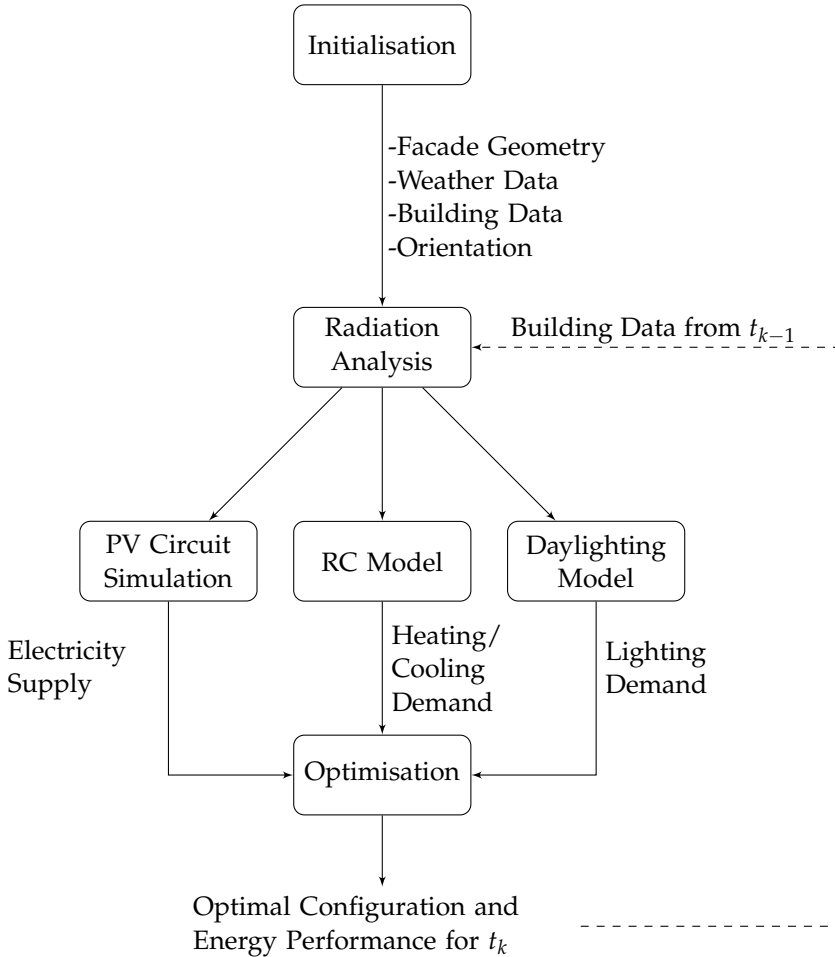 Initialisation
-Facade Geometry
-Weather Data
-Building Data
-Orientation
Radiation
Analysis
Building Data from t_{k−1}
PV Circuit
Simulation
RC Model
Daylighting
Model
Electricity
Supply
Heating/
Cooling
Demand
Lighting
Demand
Optimisation
Optimal Configuration and
Energy Performance for t_k